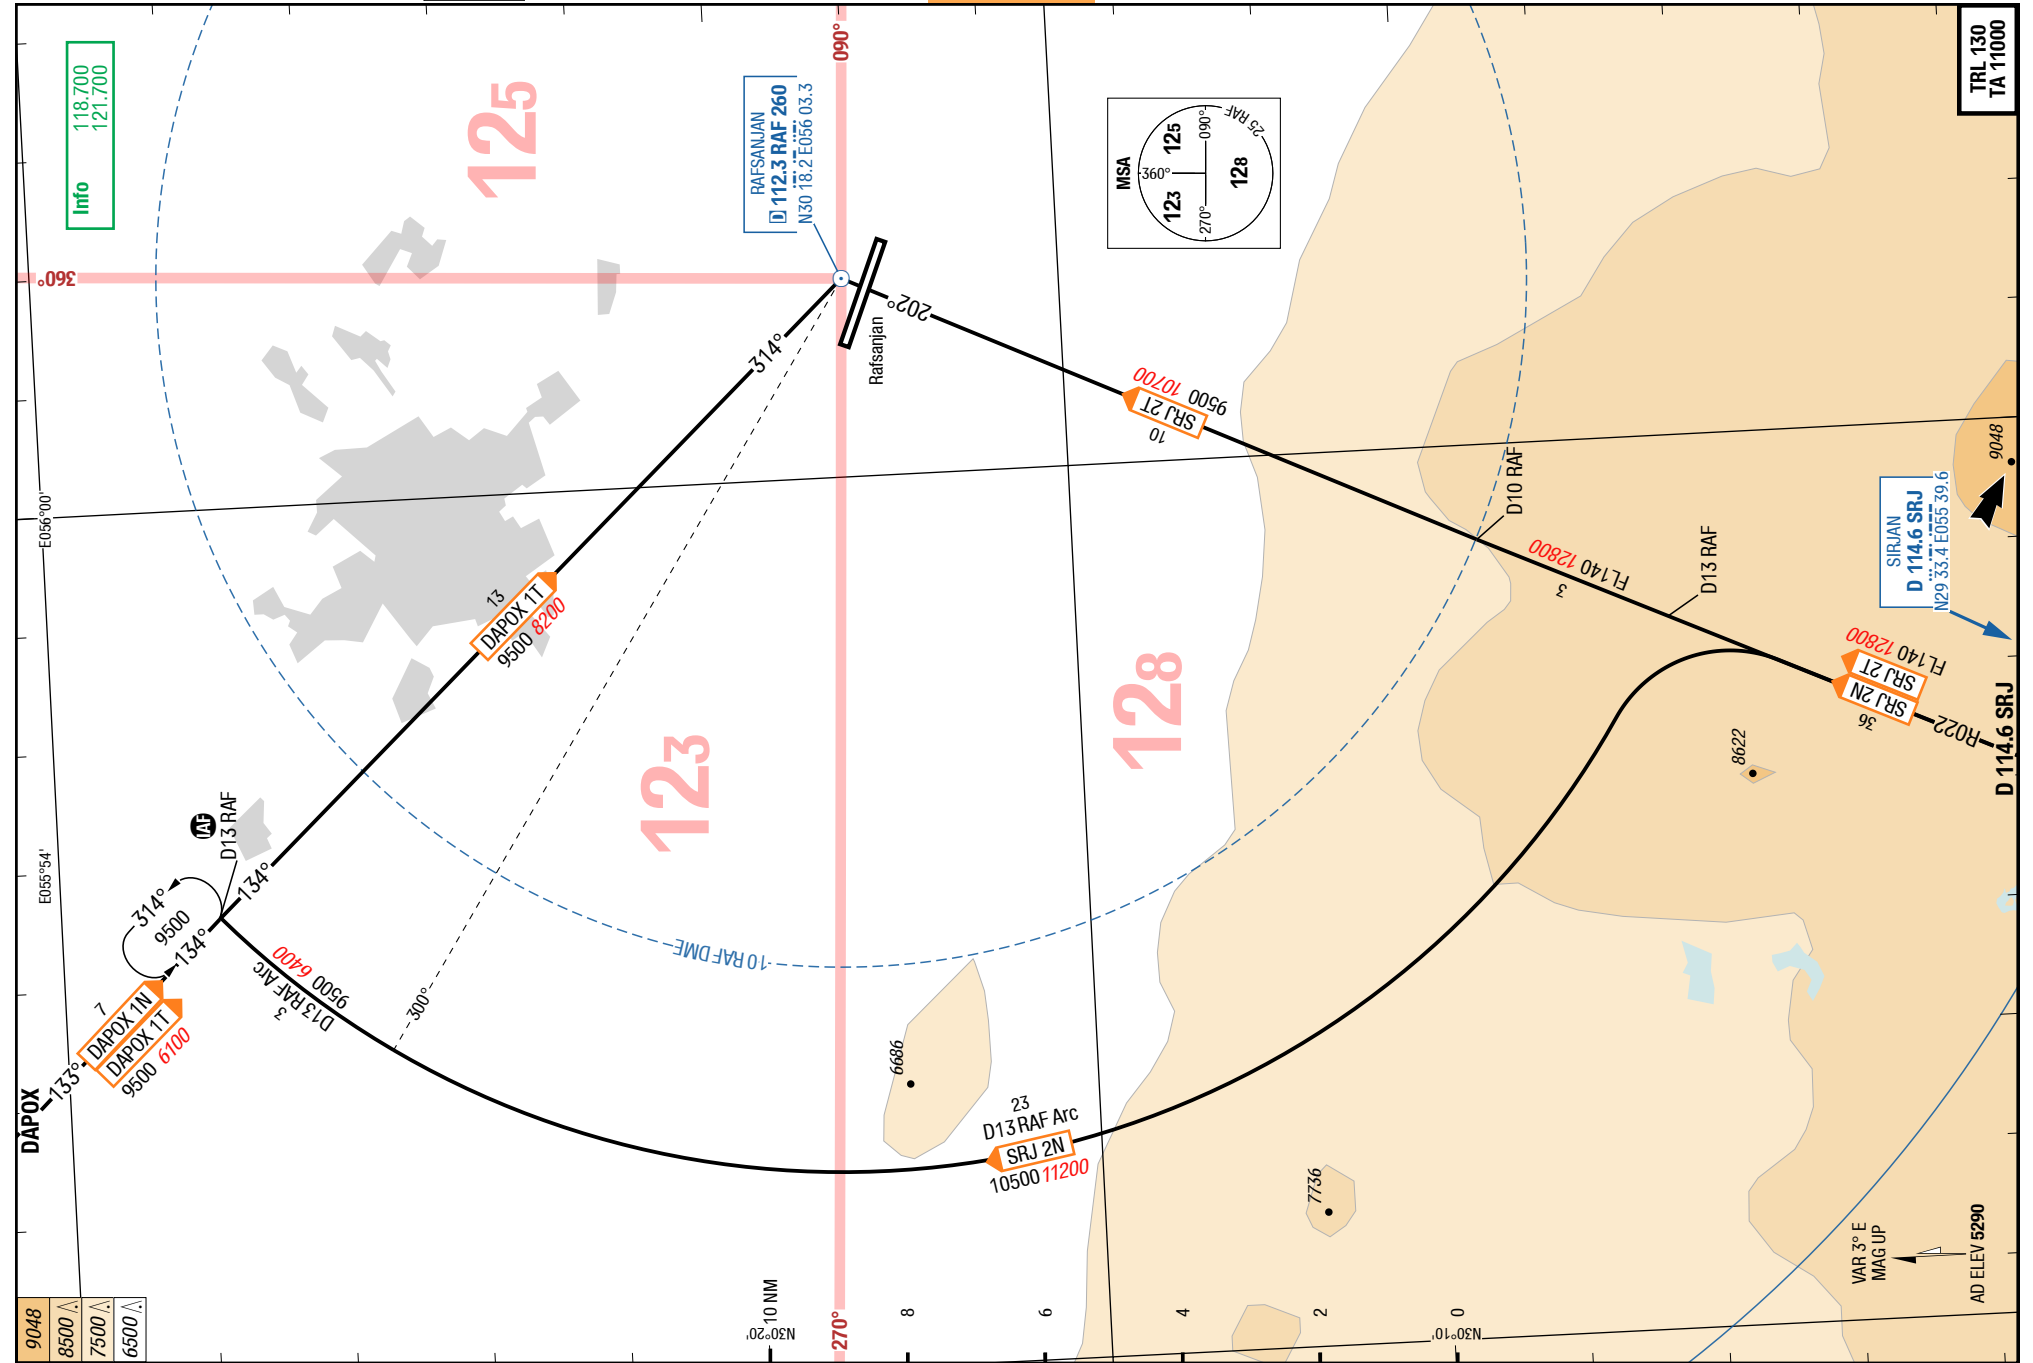 Info 118.700
121.700
125
360°
090°
RAFSANJAN
D 112.3 RAF 260
N30 18.2 E056 03.3
MSA
360°
123
125
270°
090°
128
25 RAF
TRL 130
TA 11000
314°
Rafsanjan
202°
10700
9500
SRJ 2T
10
D10 RAF
12800
FL140
3
D13 RAF
9048
SIRJAN
D 114.6 SRJ
N29 33.4 E055 39.6
12800
FL140
SRJ 2T
SRJ 2N
36
R022
D 114.6 SRJ
8622
E056°00'
13
DAPOX 1T
9500 8200
123
128
E055°54'
IAF
D13 RAF
134°
314°
9500
134°
7
DAPOX 1N
DAPOX 1T
9500 6100
133°
DAPOX
6400
9500
D13 RAF Arc
3
300°
10 RAF DME
6686
23
D13 RAF Arc
SRJ 2N
10500 11200
7736
VAR 3° E
MAG UP
AD ELEV 5290
9048
8500
7500
6500
10 NM
8
6
4
2
0
N30°20'
270°
N30°10'